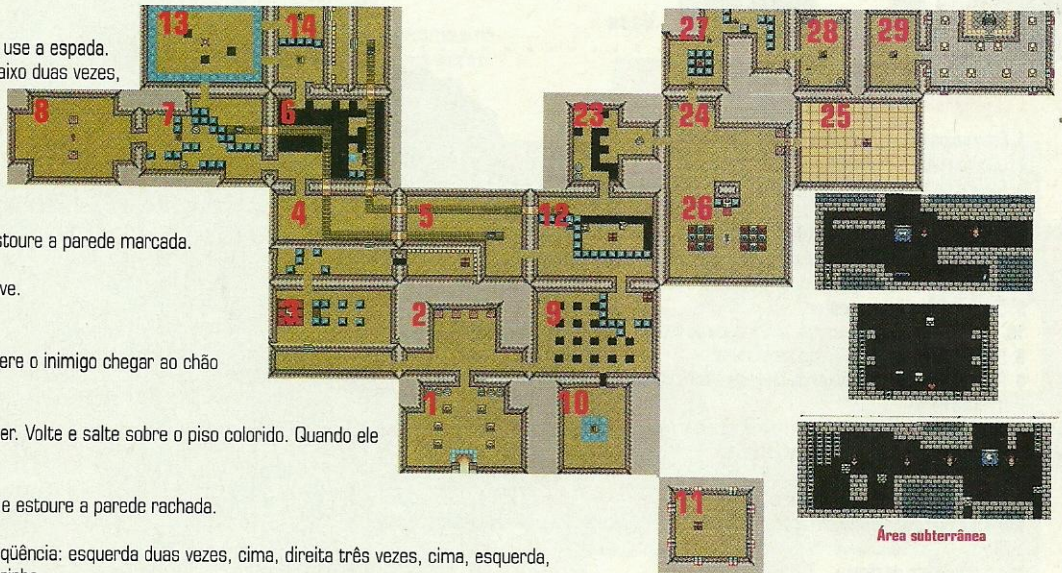 use a espada.
aixo duas vezes,
stoure a parede marcada.
ve.
ere o inimigo chegar ao chão
er. Volte e salte sobre o piso colorido. Quando ele
e estoure a parede rachada.
qüência: esquerda duas vezes, cima, direita três vezes, cima, esquerda,
13
14
8
7
6
4
5
12
3
2
9
1
10
11
23
27
28
29
24
25
26
Área subterrânea